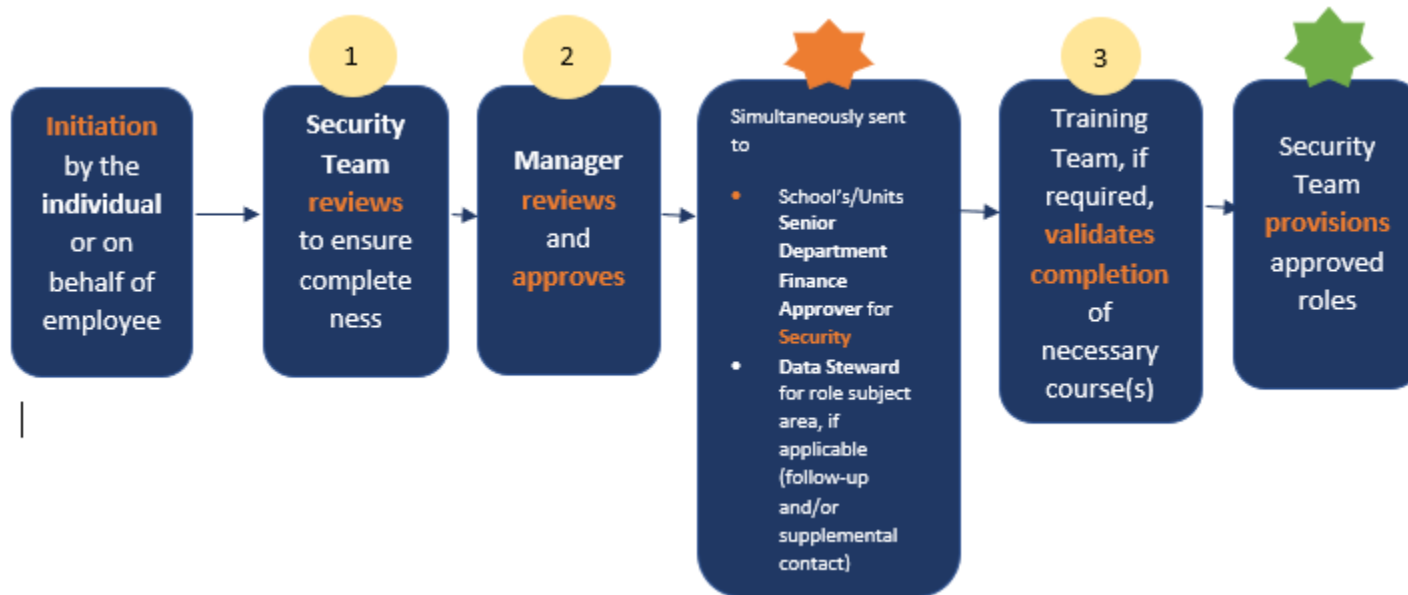 Initiation
by the
individual
or on
behalf of
employee
1
Security
Team
reviews
to ensure
complete
ness
2
Manager
reviews
and
approves
Simultaneously sent
to
• School's/Units
Senior
Department
Finance
Approver for
Security
• Data Steward
for role subject
area, if
applicable
(follow-up
and/or
supplemental
contact)
3
Training
Team, if
required,
validates
completion
of
necessary
course(s)
Security
Team
provisions
approved
roles